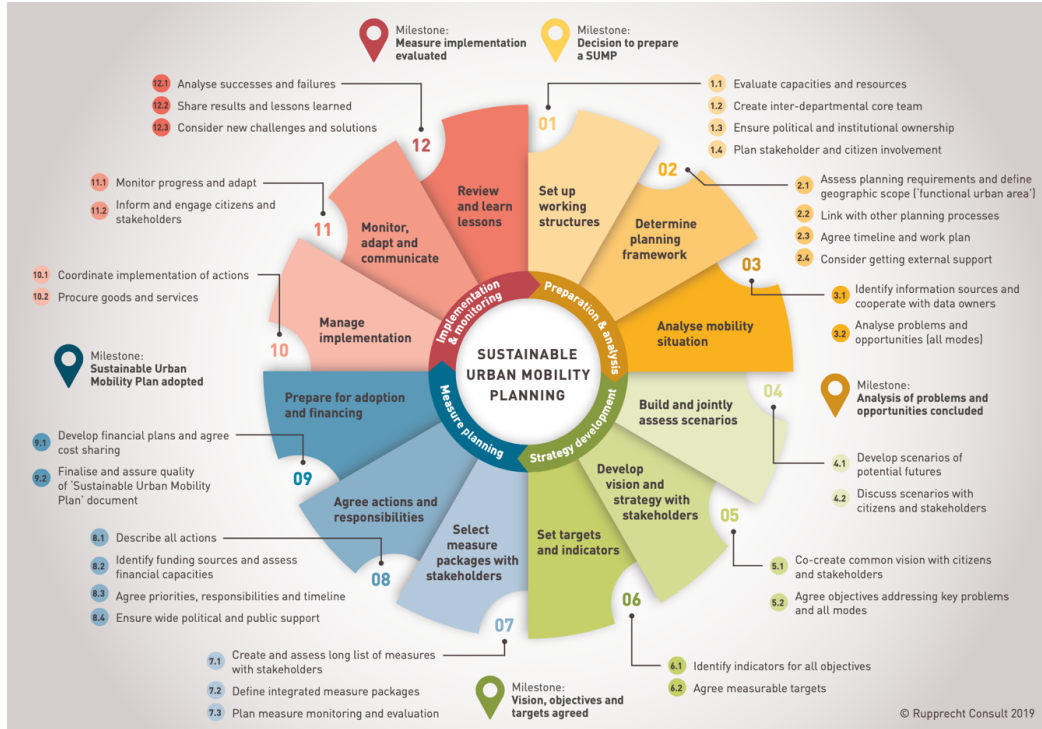 Milestone:
Measure implementation
evaluated
Milestone:
Decision to prepare
a SUMP
12.1 Analyse successes and failures
12.2 Share results and lessons learned
12.3 Consider new challenges and solutions
1.1 Evaluate capacities and resources
1.2 Create inter-departmental core team
1.3 Ensure political and institutional ownership
1.4 Plan stakeholder and citizen involvement
11.1 Monitor progress and adapt
11.2 Inform and engage citizens and
stakeholders
2.1 Assess planning requirements and define
geographic scope ('functional urban area')
2.2 Link with other planning processes
2.3 Agree timeline and work plan
2.4 Consider getting external support
10.1 Coordinate implementation of actions
10.2 Procure goods and services
3.1 Identify information sources and
cooperate with data owners
3.2 Analyse problems and
opportunities (all modes)
01
Set up
working
structures
02
Determine
planning
framework
03
Analyse mobility
situation
04
Build and jointly
assess scenarios
05
Develop
vision and
strategy with
stakeholders
06
Set targets
and indicators
07
Select
measure
packages with
stakeholders
08
Agree actions and
responsibilities
09
Prepare for adoption
and financing
10
Manage
implementation
11
Monitor,
adapt and
communicate
12
Review
and learn
lessons
Preparation & analysis
Strategy development
Measure planning
Implementation
& monitoring
SUSTAINABLE
URBAN MOBILITY
PLANNING
Milestone:
Sustainable Urban
Mobility Plan adopted
Milestone:
Analysis of problems and
opportunities concluded
9.1 Develop financial plans and agree
cost sharing
9.2 Finalise and assure quality
of 'Sustainable Urban Mobility
Plan' document
4.1 Develop scenarios of
potential futures
4.2 Discuss scenarios with
citizens and stakeholders
8.1 Describe all actions
8.2 Identify funding sources and assess
financial capacities
8.3 Agree priorities, responsibilities and timeline
8.4 Ensure wide political and public support
5.1 Co-create common vision with citizens
and stakeholders
5.2 Agree objectives addressing key problems
and all modes
7.1 Create and assess long list of measures
with stakeholders
7.2 Define integrated measure packages
7.3 Plan measure monitoring and evaluation
Milestone:
Vision, objectives and
targets agreed
6.1 Identify indicators for all objectives
6.2 Agree measurable targets
© Rupprecht Consult 2019